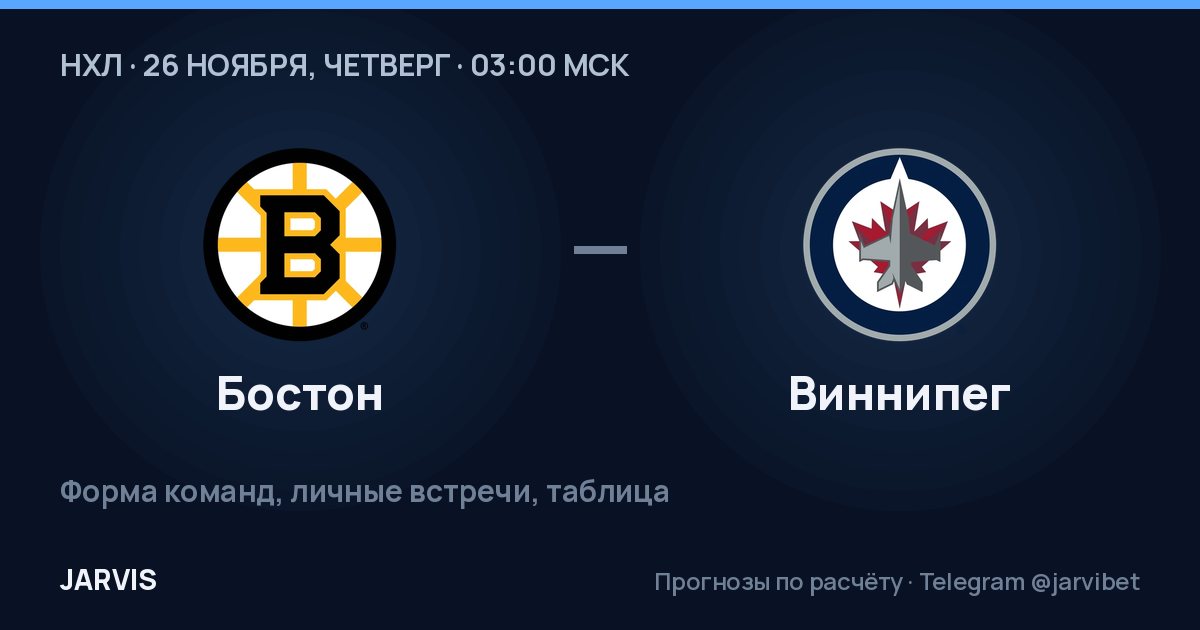 НХЛ · 26 НОЯБРЯ, ЧЕТВЕРГ · 03:00 МСК
B
®
—
Бостон
Виннипег
Форма команд, личные встречи, таблица
JARVIS
Прогнозы по расчёту · Telegram @jarvibet